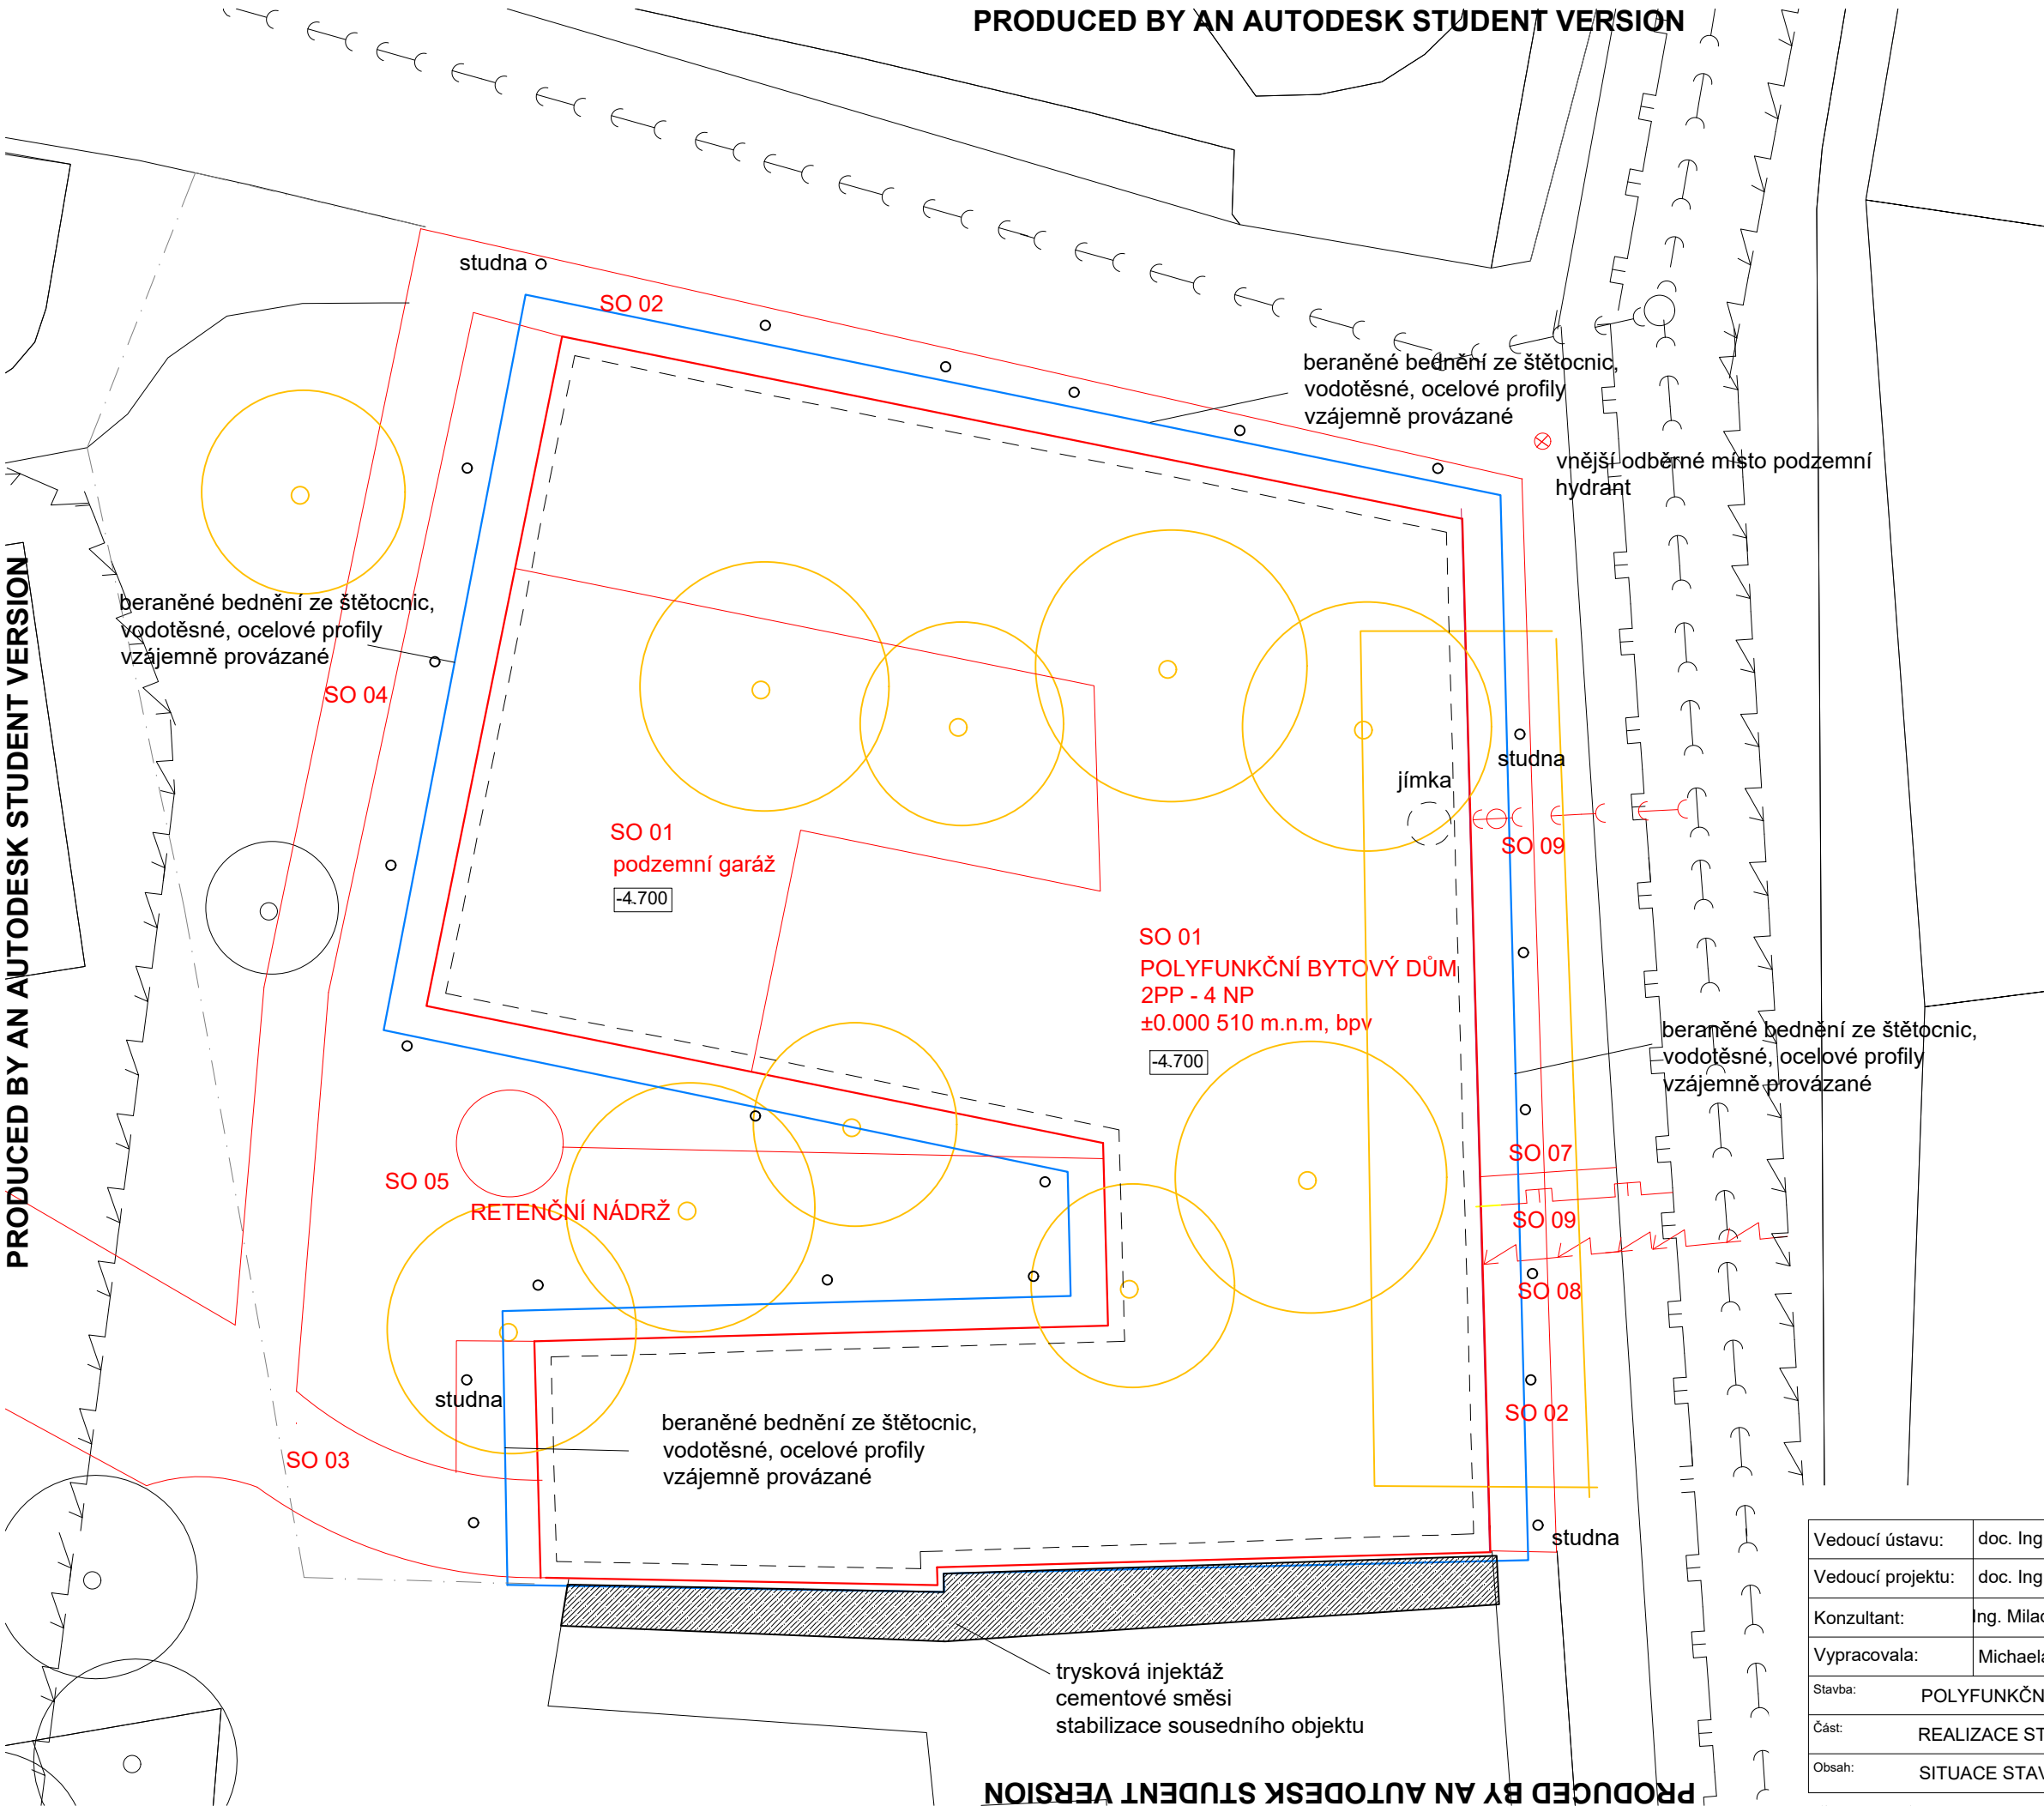 PRODUCED BY AN AUTODESK STUDENT VERSION
studna
SO 02
beraněné bednění ze štětocnic,
vodotěsné, ocelové profily
vzájemně provázané
vnější odběrné místo podzemní
hydrant
PRODUCED BY AN AUTODESK STUDENT VERSION
beraněné bednění ze štětocnic,
vodotěsné, ocelové profily
vzájemně provázané
SO 04
studna
jímka
SO 01
podzemní garáž
-4.700
SO 09
SO 01
POLYFUNKČNÍ BYTOVÝ DŮM
2PP - 4 NP
±0.000 510 m.n.m, bpv
-4.700
beraněné bednění ze štětocnic,
vodotěsné, ocelové profily
vzájemně provázané
SO 07
SO 05
RETENČNÍ NÁDRŽ
SO 09
SO 08
studna
SO 02
beraněné bednění ze štětocnic,
vodotěsné, ocelové profily
vzájemně provázané
SO 03
studna
trysková injektáž
cementové směsi
stabilizace sousedního objektu
Vedoucí ústavu: doc. Ing
Vedoucí projektu: doc. Ing
Konzultant: Ing.
Vypracovala:
Stavba: POLYFUNKČN
Část: REALIZACE ST
Obsah: SITUACE STAV
PRODUCED BY AN AUTODESK STUDENT VERSION